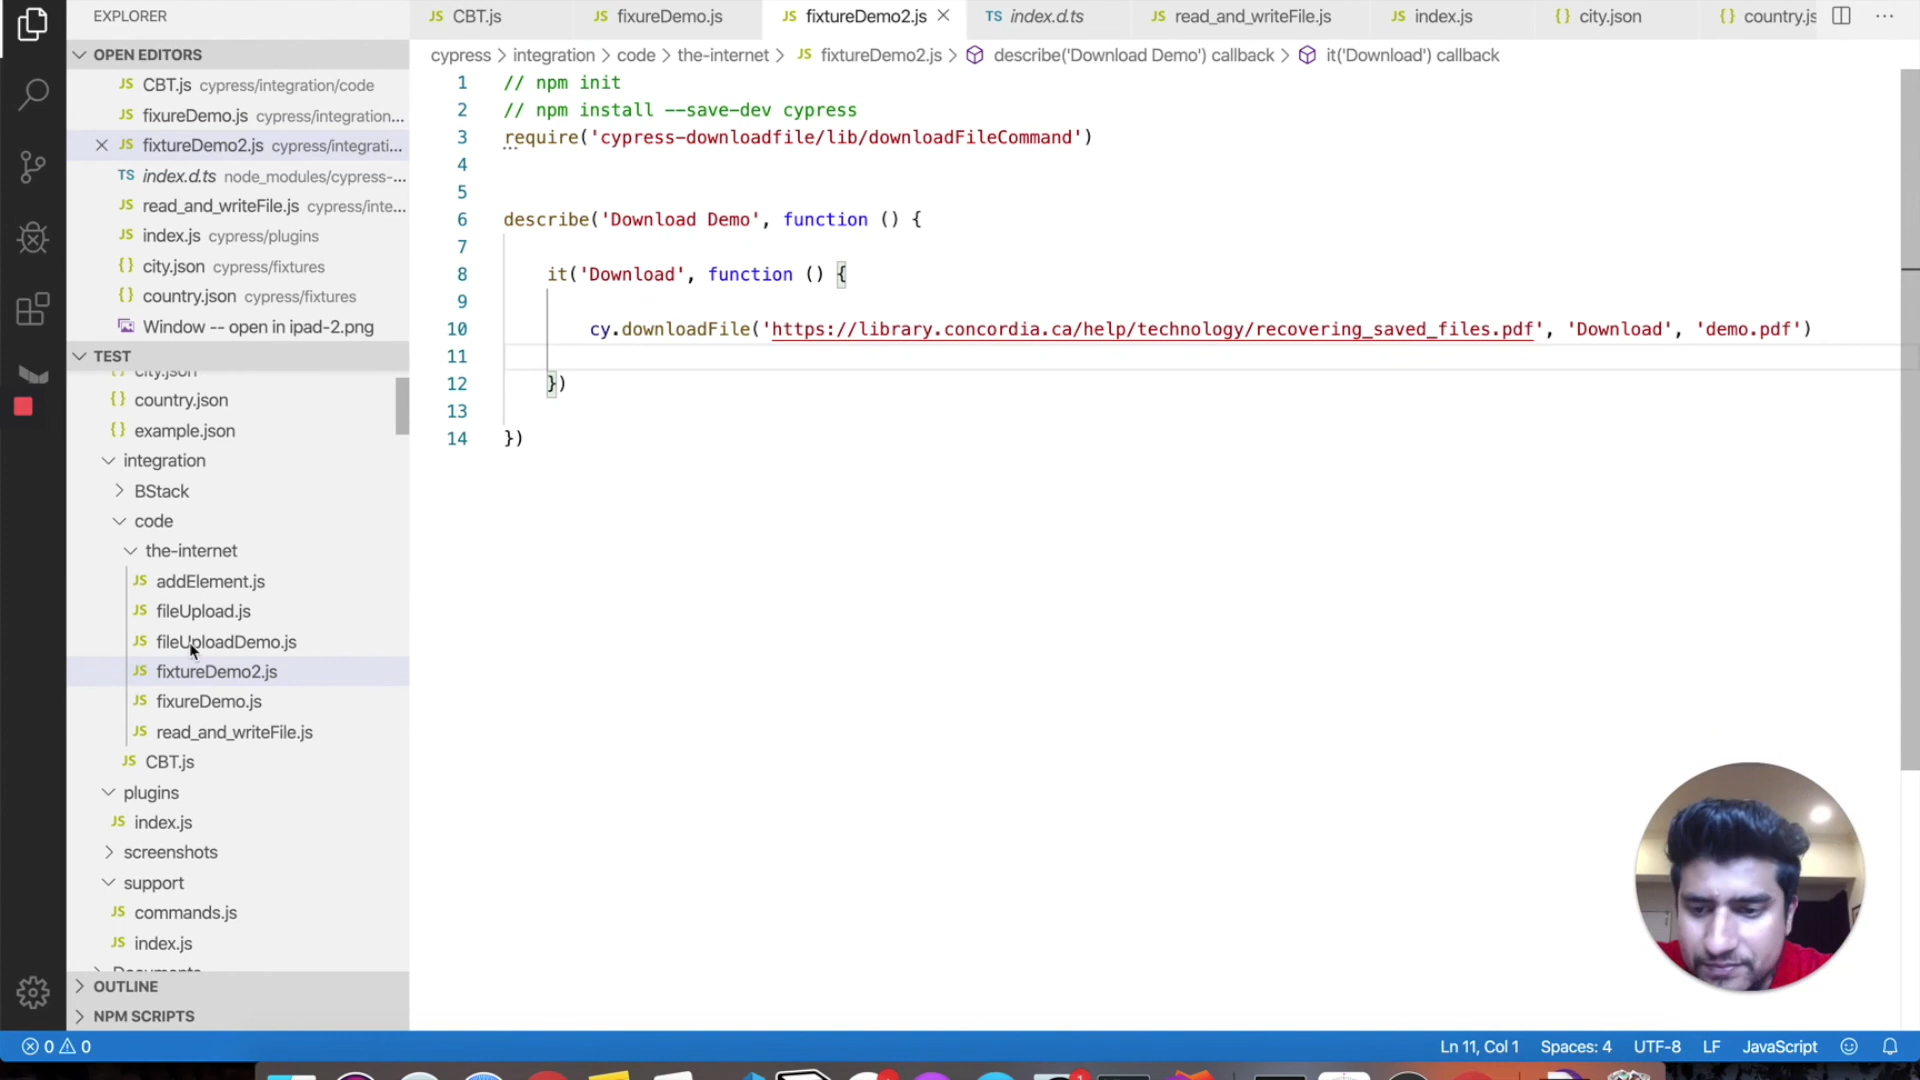 EXPLORER
OPEN EDITORS
JS CBT.js cypress/integration/code
JS fixureDemo.js cypress/integration...
JS fixtureDemo2.js cypress/integrati...
TS index.d.ts node_modules/cypress-...
JS read_and_writeFile.js cypress/inte...
JS index.js cypress/plugins
{} city.json cypress/fixtures
{} country.json cypress/fixtures
Window -- open in ipad-2.png
TEST
{} city.json
{} country.json
{} example.json
integration
BStack
code
the-internet
JS addElement.js
JS fileUpload.js
JS fileUploadDemo.js
JS fixtureDemo2.js
JS fixureDemo.js
JS read_and_writeFile.js
JS CBT.js
plugins
JS index.js
screenshots
support
JS commands.js
JS index.js
Documents
OUTLINE
NPM SCRIPTS
JS CBT.js JS fixureDemo.js JS fixtureDemo2.js TS index.d.ts JS read_and_writeFile.js JS index.js {} city.json {} country.js
cypress > integration > code > the-internet > JS fixtureDemo2.js > describe('Download Demo') callback > it('Download') callback
1 // npm init
2 // npm install --save-dev cypress
3 require('cypress-downloadfile/lib/downloadFileCommand')
4
5
6 describe('Download Demo', function () {
7
8 it('Download', function () {
9
10 cy.downloadFile('https://library.concordia.ca/help/technology/recovering_saved_files.pdf', 'Download', 'demo.pdf')
11
12 })
13
14 })
0 0 Ln 11, Col 1 Spaces: 4 UTF-8 LF JavaScript